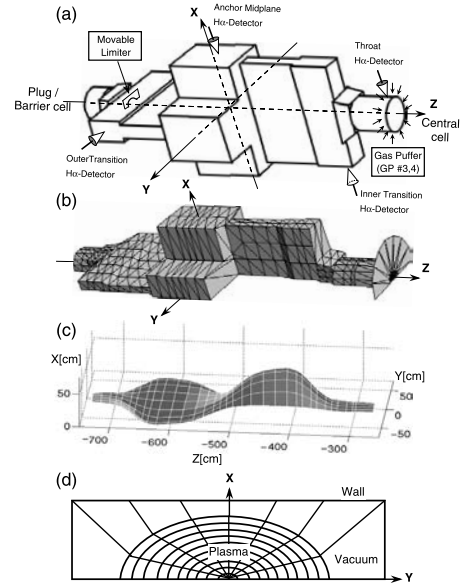 (a)
Anchor Midplane
Hα-Detector
X
Movable
Limiter
Throat
Hα-Detector
Plug /
Barrier cell
Z
Central
cell
OuterTransition
Hα-Detector
Y
Gas Puffer
(GP #3,4)
Inner Transition
Hα-Detector
(b)
X
Z
Y
(c)
X[cm]
Y[cm]
50
0
50
0
-50
-700
-600
-500
-400
-300
Z[cm]
(d)
X
Wall
Plasma
Vacuum
Y